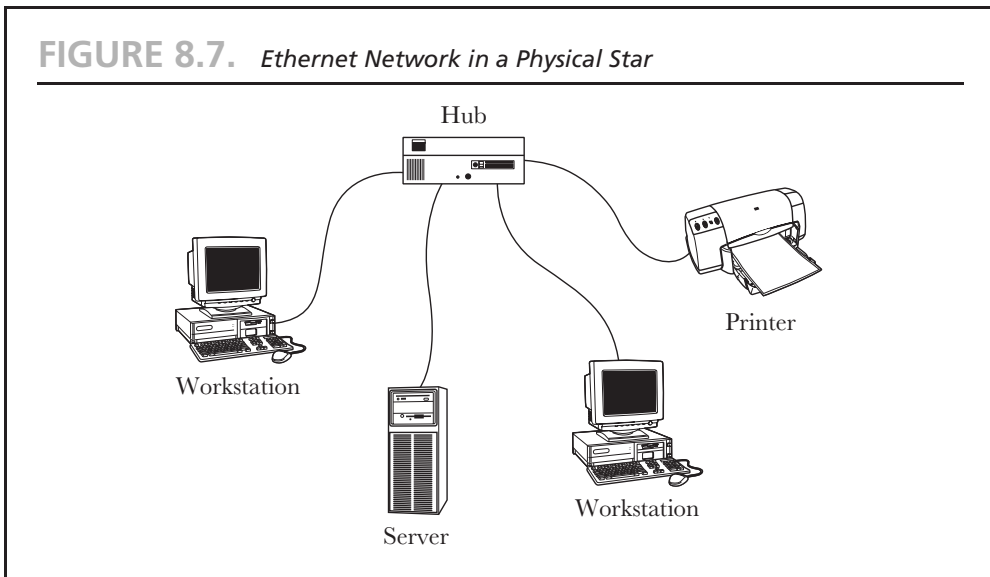 FIGURE 8.7. Ethernet Network in a Physical Star
Hub
Printer
Workstation
Workstation
Server